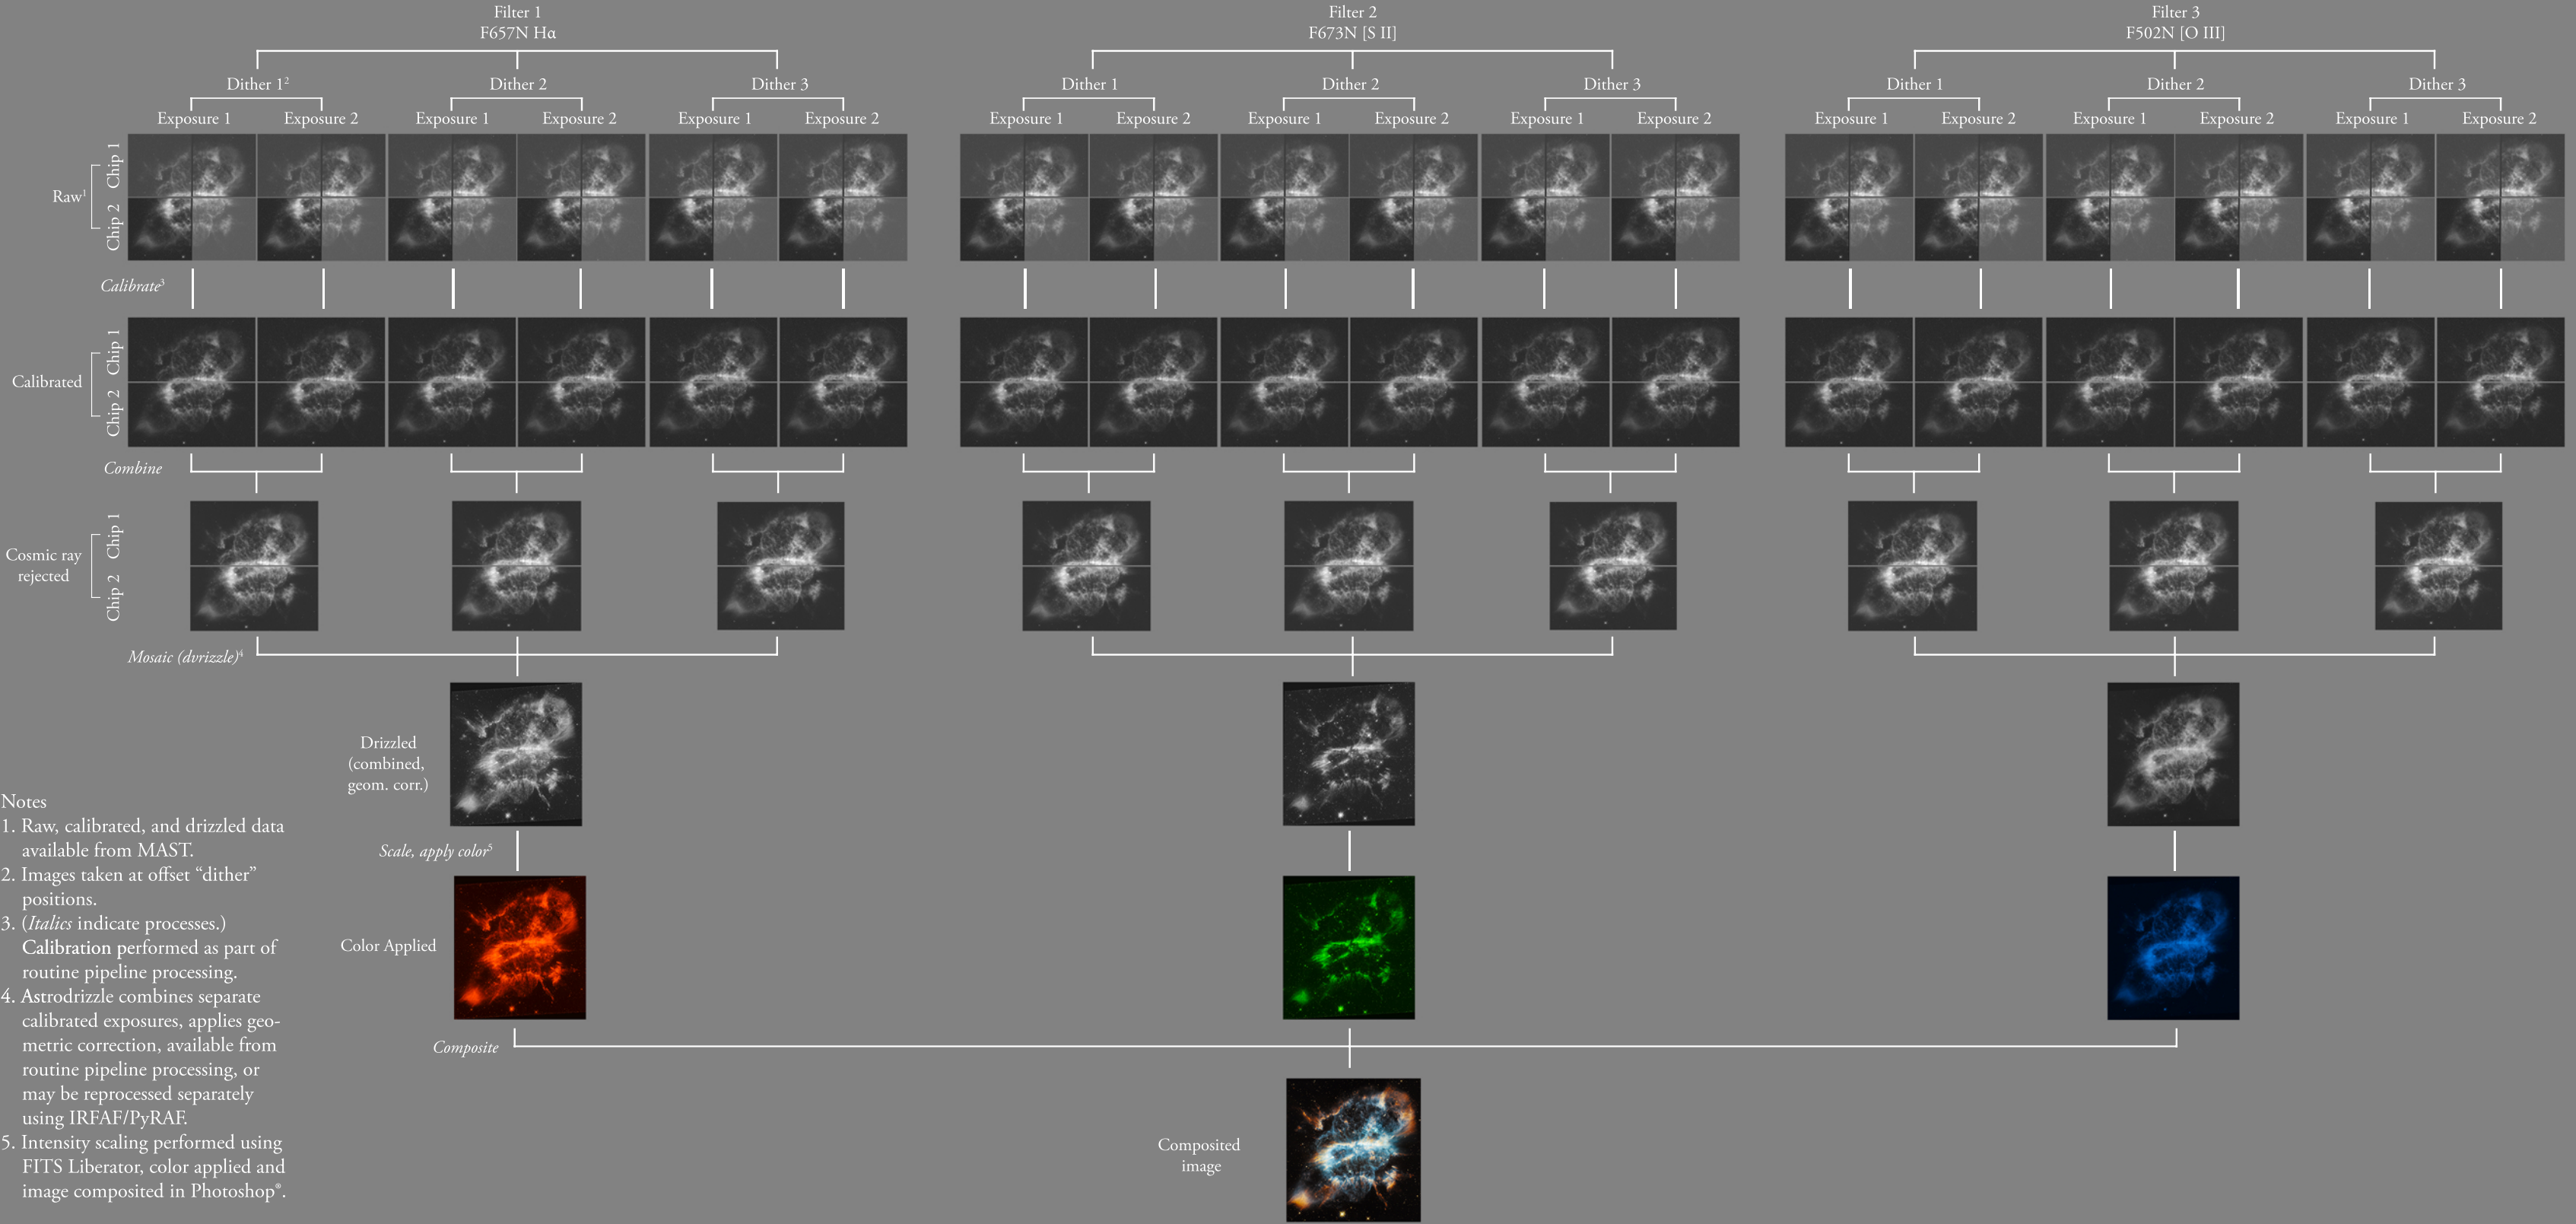 Filter 1
F657N Hα
Filter 2
F673N [S II]
Filter 3
F502N [O III]
Dither 1²
Dither 2
Dither 3
Dither 1
Dither 2
Dither 3
Dither 1
Dither 2
Dither 3
Exposure 1
Exposure 2
Exposure 1
Exposure 2
Exposure 1
Exposure 2
Exposure 1
Exposure 2
Exposure 1
Exposure 2
Exposure 1
Exposure 2
Exposure 1
Exposure 2
Exposure 1
Exposure 2
Exposure 1
Exposure 2
Raw¹
Chip 1
Chip 2
Calibrate³
Calibrated
Chip 1
Chip 2
Combine
Cosmic ray
rejected
Chip 1
Chip 2
Mosaic (dvrizzle)⁴
Drizzled
(combined,
geom. corr.)
Scale, apply color⁵
Color Applied
Composite
Composited
image
Notes
1. Raw, calibrated, and drizzled data
available from MAST.
2. Images taken at offset “dither”
positions.
3. (Italics indicate processes.)
Calibration performed as part of
routine pipeline processing.
4. Astrodrizzle combines separate
calibrated exposures, applies geo-
metric correction, available from
routine pipeline processing, or
may be reprocessed separately
using IRFAF/PyRAF.
5. Intensity scaling performed using
FITS Liberator, color applied and
image composited in Photoshop®.